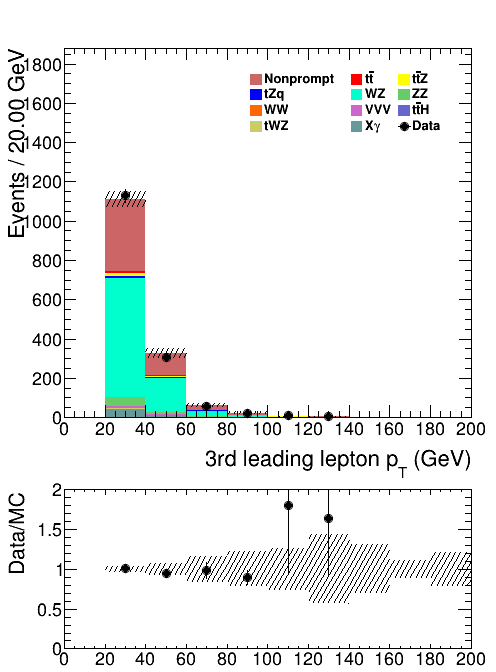 Events / 20.00 GeV
1800
1600
1400
1200
1000
800
600
400
200
0
Nonprompt tt̄ tt̄Z
tZq WZ ZZ
WW VVV tt̄H
tWZ Xγ Data
0 20 40 60 80 100 120 140 160 180 200
3rd leading lepton p_T (GeV)
Data/MC
2
1.5
1
0.5
0
0 20 40 60 80 100 120 140 160 180 200